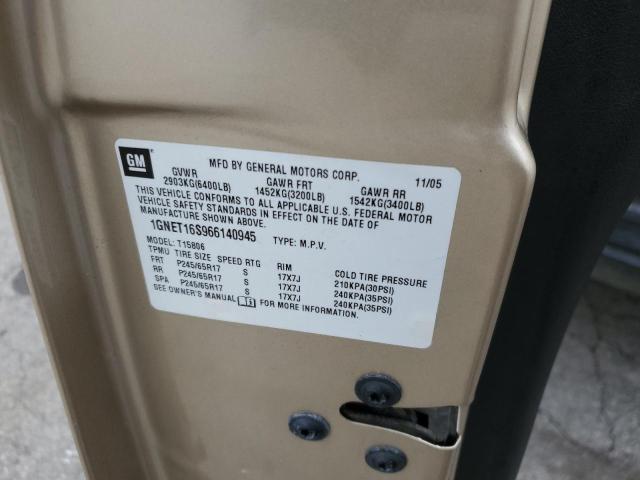 GM
MFD BY GENERAL MOTORS CORP. 11/05
GVWR GAWR FRT GAWR RR
2903KG(6400LB) 1452KG(3200LB) 1542KG(3400LB)
THIS VEHICLE CONFORMS TO ALL APPLICABLE U.S. FEDERAL MOTOR
VEHICLE SAFETY STANDARDS IN EFFECT ON THE DATE OF
MANUFACTURE SHOWN ABOVE.
1GNET16S966140945 TYPE: M.P.V.
MODEL: T15806
TPMU TIRE SIZE SPEED RTG RIM COLD TIRE PRESSURE
FRT P245/65R17 S 17X7J 210KPA(30PSI)
RR P245/65R17 S 17X7J 240KPA(35PSI)
SPA P245/65R17 S 17X7J 240KPA(35PSI)
SEE OWNER'S MANUAL FOR MORE INFORMATION.